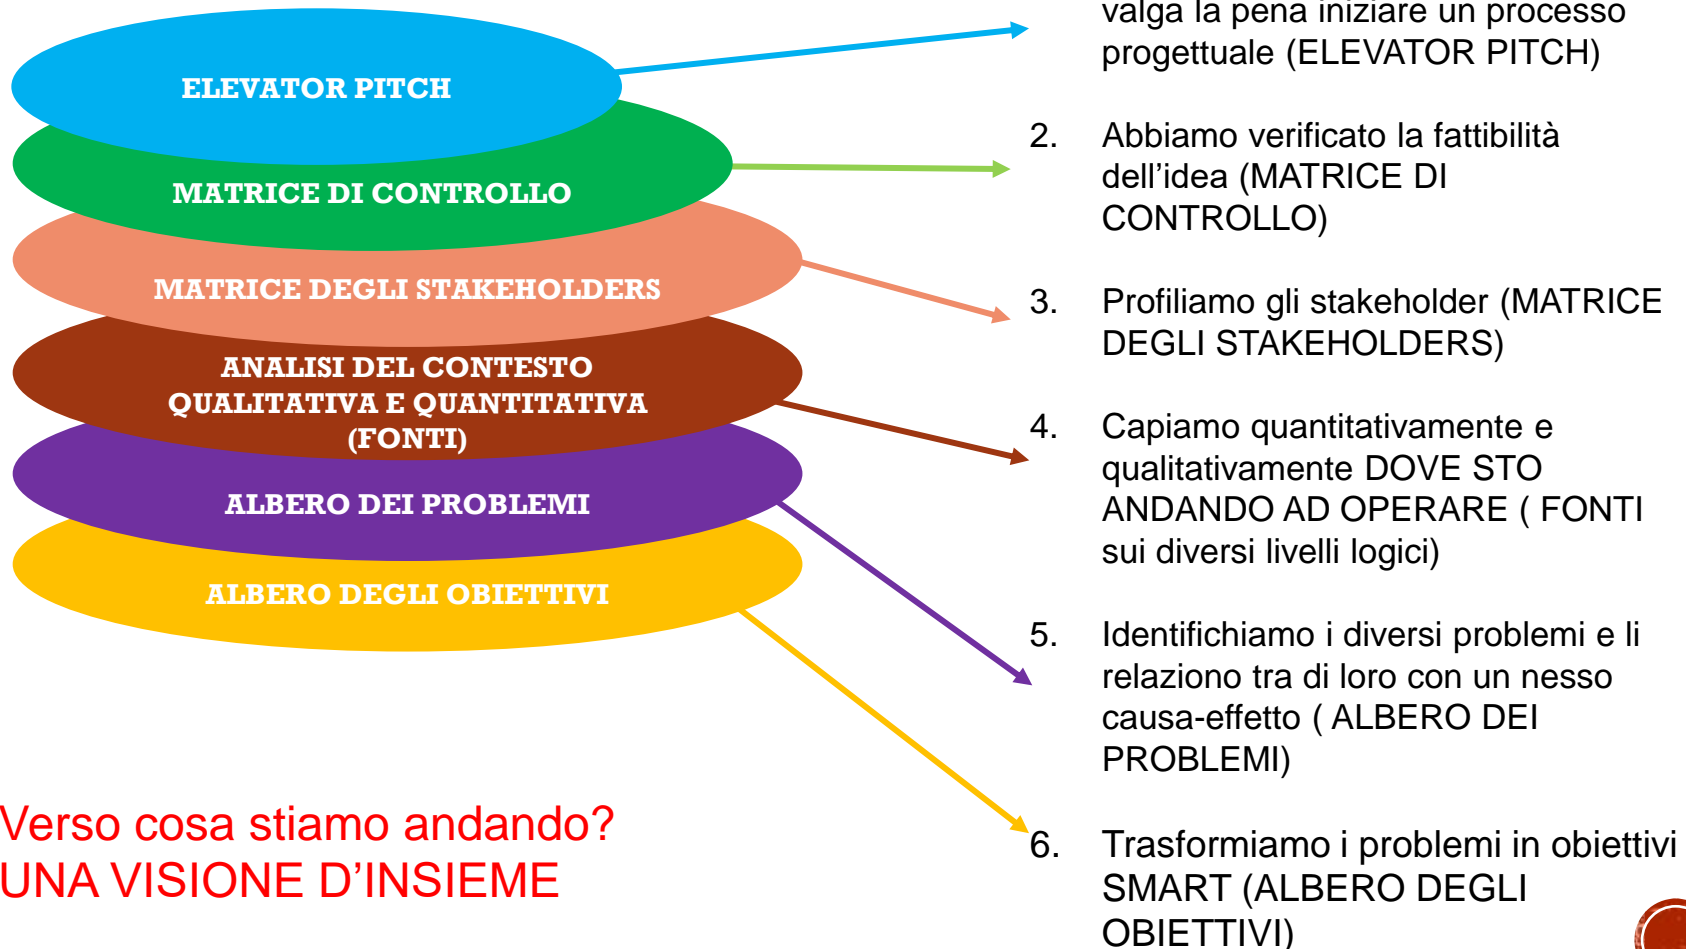 ELEVATOR PITCH
MATRICE DI CONTROLLO
MATRICE DEGLI STAKEHOLDERS
ANALISI DEL CONTESTO
QUALITATIVA E QUANTITATIVA
(FONTI)
ALBERO DEI PROBLEMI
ALBERO DEGLI OBIETTIVI
Verso cosa stiamo andando?
UNA VISIONE D’INSIEME
valga la pena iniziare un processo
progettuale (ELEVATOR PITCH)
2. Abbiamo verificato la fattibilità
dell’idea (MATRICE DI
CONTROLLO)
3. Profiliamo gli stakeholder (MATRICE
DEGLI STAKEHOLDERS)
4. Capiamo quantitativamente e
qualitativamente DOVE STO
ANDANDO AD OPERARE ( FONTI
sui diversi livelli logici)
5. Identifichiamo i diversi problemi e li
relaziono tra di loro con un nesso
causa-effetto ( ALBERO DEI
PROBLEMI)
6. Trasformiamo i problemi in obiettivi
SMART (ALBERO DEGLI
OBIETTIVI)